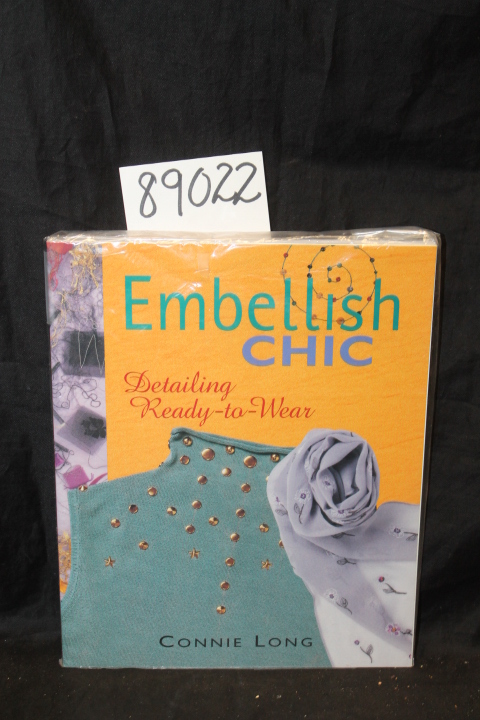 89022
Embellish
CHIC
Detailing
Ready-to-Wear
CONNIE LONG